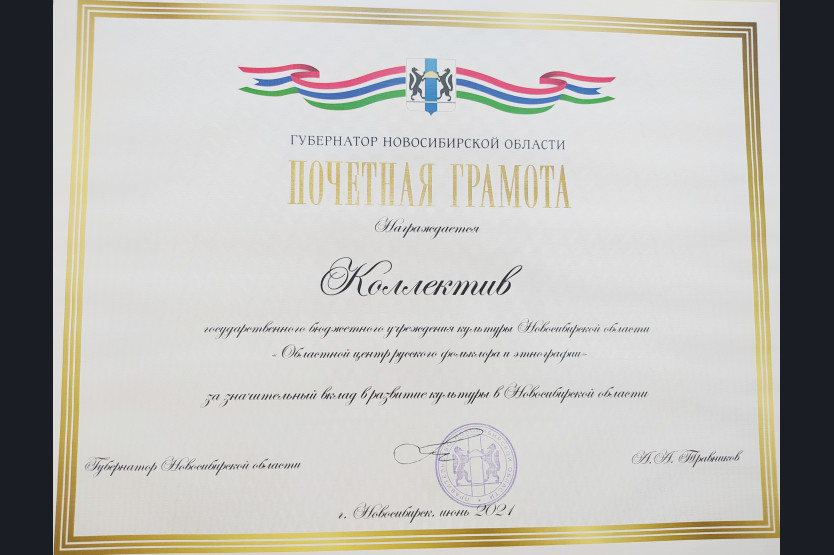 ГУБЕРНАТОР НОВОСИБИРСКОЙ ОБЛАСТИ
ПОЧЕТНАЯ ГРАМОТА
Награждается
Коллектив
государственного бюджетного учреждения культуры Новосибирской области
« Областной центр русского фольклора и этнографии»
за значительный вклад в развитие культуры в Новосибирской области
Губернатор Новосибирской области
А.А. Травников
г. Новосибирск, июнь 2021